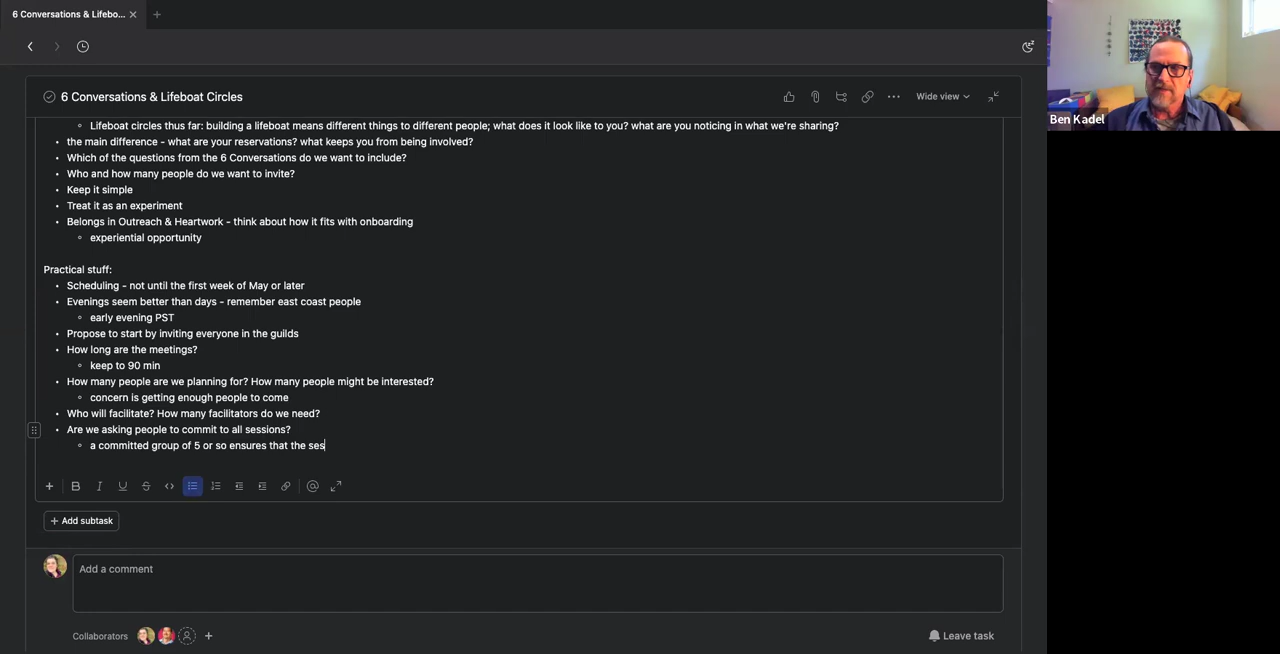 6 Conversations & Lifebo...
Ben Kadel
6 Conversations & Lifeboat Circles
Wide view
Lifeboat circles thus far: building a lifeboat means different things to different people; what does it look like to you? what are you noticing in what we're sharing?
the main difference - what are your reservations? what keeps you from being involved?
Which of the questions from the 6 Conversations do we want to include?
Who and how many people do we want to invite?
Keep it simple
Treat it as an experiment
Belongs in Outreach & Heartwork - think about how it fits with onboarding
experiential opportunity
Practical stuff:
Scheduling - not until the first week of May or later
Evenings seem better than days - remember east coast people
early evening PST
Propose to start by inviting everyone in the guilds
How long are the meetings?
keep to 90 min
How many people are we planning for? How many people might be interested?
concern is getting enough people to come
Who will facilitate? How many facilitators do we need?
Are we asking people to commit to all sessions?
a committed group of 5 or so ensures that the ses
B I U S
Add subtask
Add a comment
Collaborators
Leave task